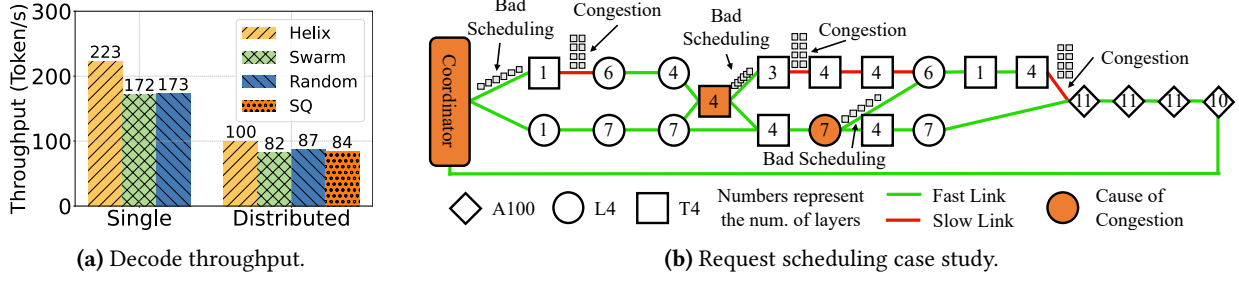 Throughput (Token/s)
300
200
100
0
223
172
173
100
82
87
84
Helix
Swarm
Random
SQ
Single
Distributed
(a) Decode throughput.
Coordinator
Bad
Scheduling
Congestion
Bad
Scheduling
Congestion
Congestion
1 6 4 3 4 4 6 1 4
4
11 11 11 10
1 7 7 4 7 4 7
Bad Scheduling
A100
L4
T4
Numbers represent
the num. of layers
Fast Link
Slow Link
Cause of
Congestion
(b) Request scheduling case study.